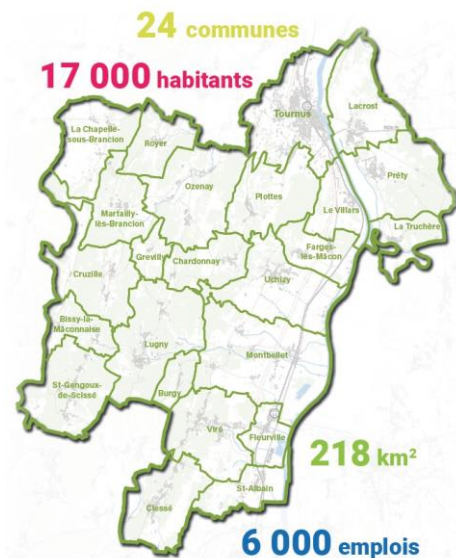 24 communes
17 000 habitants
Tournus
Lacrost
La Chapelle-
sous-Brancion
Royer
Ozenay
Plottes
Préty
Martailly-
lès-Brancion
Le Villars
La Truchère
Cruzille
Grevilly
Chardonnay
Farges-
lès-Mâcon
Uchizy
Bissy-la-
Mâconnaise
Lugny
Montbellet
St-Gengoux-
de-Scissé
Burgy
Viré
Fleurville
218 km²
Clessé
St-Albain
6 000 emplois